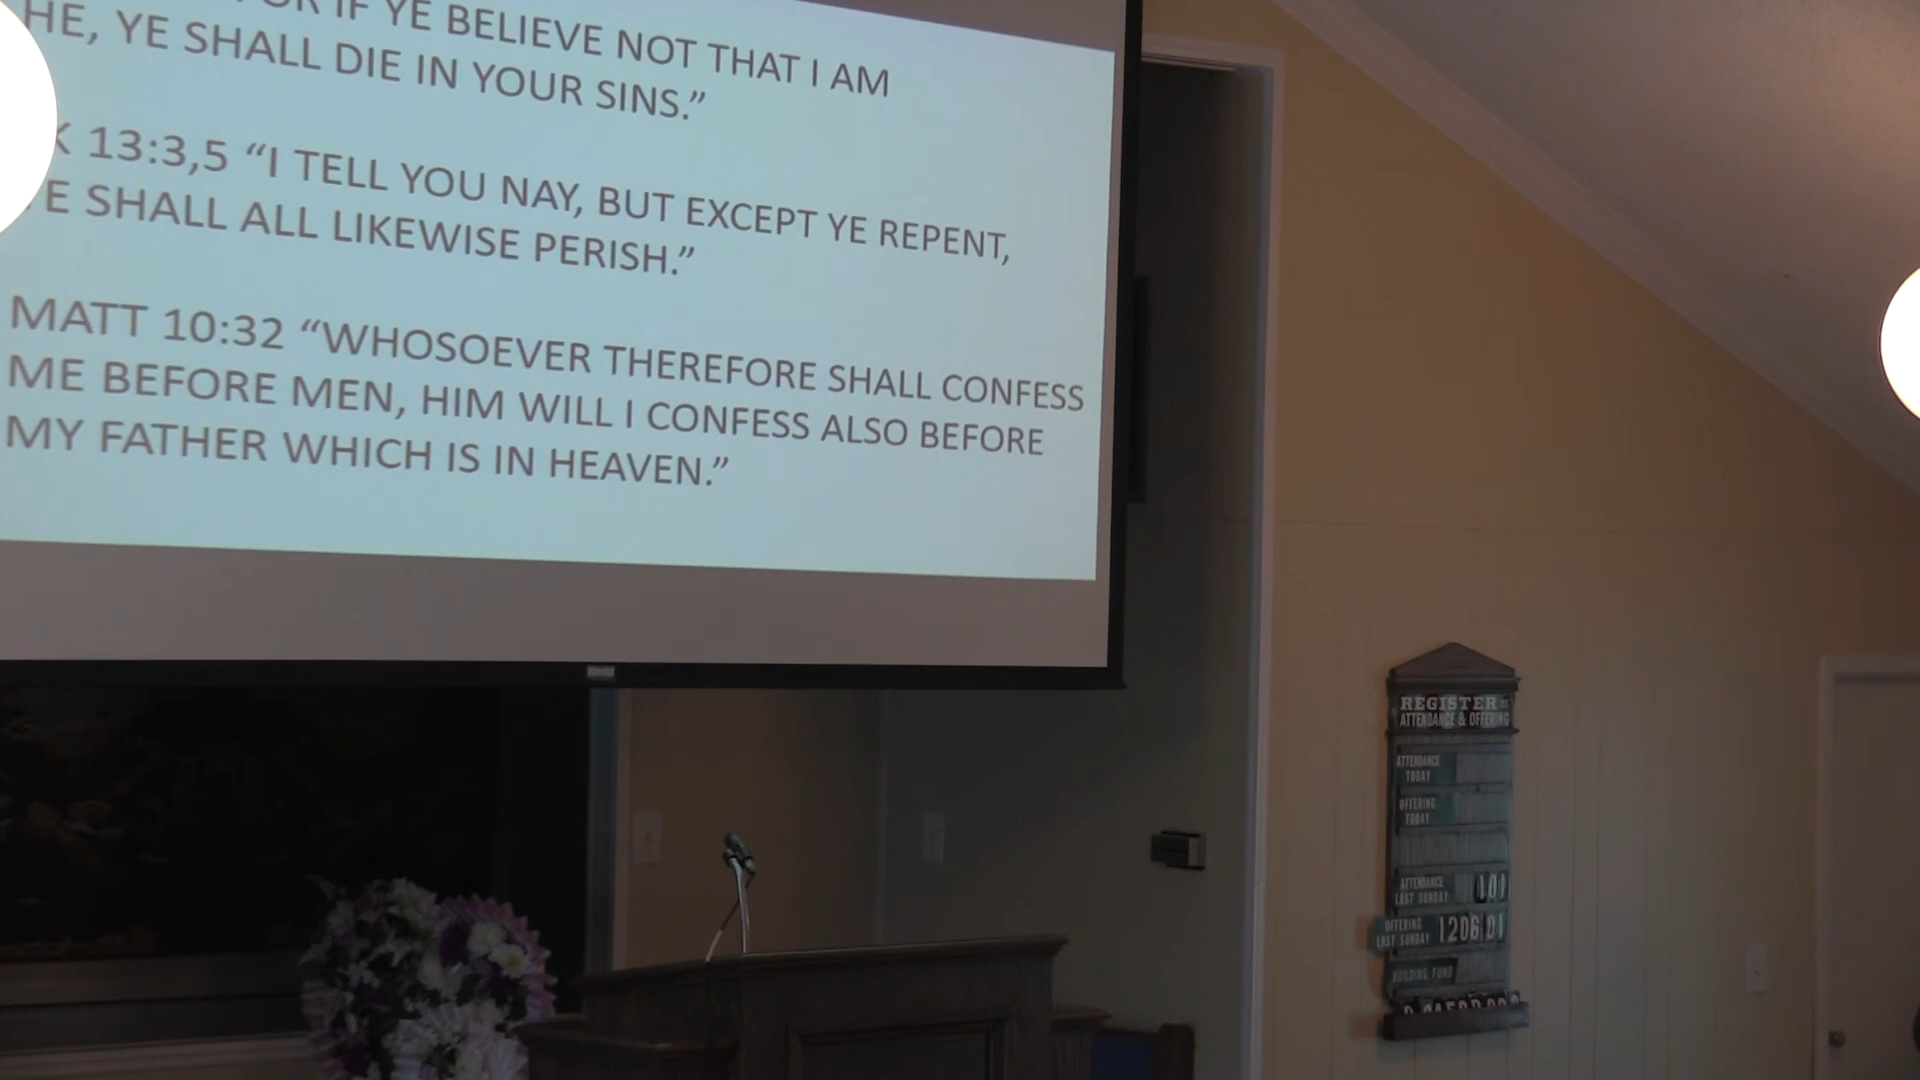 IF YE BELIEVE NOT THAT I AM
HE, YE SHALL DIE IN YOUR SINS.”
13:3,5 “I TELL YOU NAY, BUT EXCEPT YE REPENT,
SHALL ALL LIKEWISE PERISH.”
MATT 10:32 “WHOSOEVER THEREFORE SHALL CONFESS
ME BEFORE MEN, HIM WILL I CONFESS ALSO BEFORE
MY FATHER WHICH IS IN HEAVEN.”
REGISTER
ATTENDANCE & OFFERING
ATTENDANCE
TODAY
OFFERING
TODAY
ATTENDANCE
LAST SUNDAY 101
OFFERING
LAST SUNDAY 1206 01
BUILDING FUND